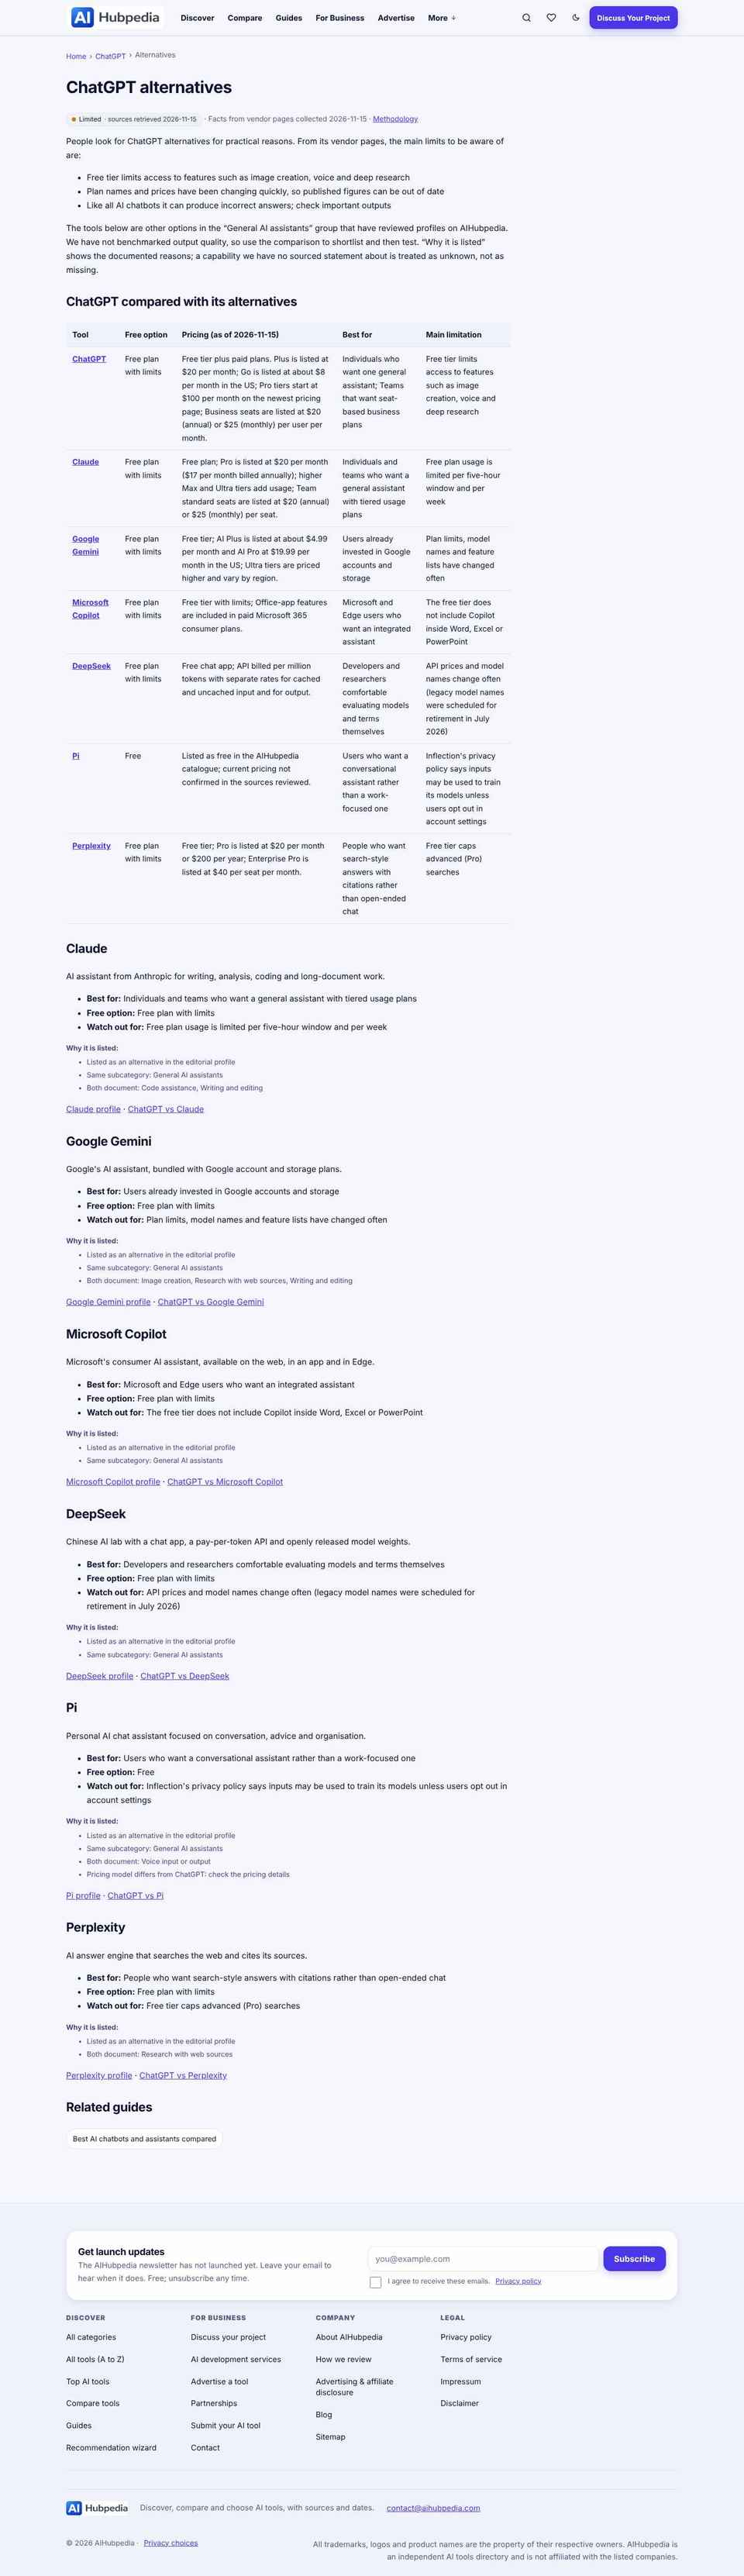 AI Hubpedia
Discover Compare Guides For Business Advertise More
Discuss Your Project
Home › ChatGPT › Alternatives
ChatGPT alternatives
Limited · sources retrieved 2026-11-15 · Facts from vendor pages collected 2026-11-15 · Methodology
People look for ChatGPT alternatives for practical reasons. From its vendor pages, the main limits to be aware of
are:
• Free tier limits access to features such as image creation, voice and deep research
• Plan names and prices have been changing quickly, so published figures can be out of date
• Like all AI chatbots it can produce incorrect answers; check important outputs
The tools below are other options in the “General AI assistants” group that have reviewed profiles on AIHubpedia.
We have not benchmarked output quality, so use the comparison to shortlist and then test. “Why it is listed”
shows the documented reasons; a capability we have no sourced statement about is treated as unknown, not as
missing.
ChatGPT compared with its alternatives
Tool Free option Pricing (as of 2026-11-15) Best for Main limitation
ChatGPT Free plan Free tier plus paid plans. Plus is listed at Individuals who Free tier limits
with limits $20 per month; Go is listed at about $8 want one general access to features
per month in the US; Pro tiers start at assistant; Teams such as image
$100 per month on the newest pricing that want seat- creation, voice and
page; Business seats are listed at $20 based business deep research
(annual) or $25 (monthly) per user per plans
month.
Claude Free plan Free plan; Pro is listed at $20 per month Individuals and Free plan usage is
with limits ($17 per month billed annually); higher teams who want a limited per five-hour
Max and Ultra tiers add usage; Team general assistant window and per
standard seats are listed at $20 (annual) with tiered usage week
or $25 (monthly) per seat. plans
Google Free plan Free tier; AI Plus is listed at about $4.99 Users already Plan limits, model
Gemini with limits per month and AI Pro at $19.99 per invested in Google names and feature
month in the US; Ultra tiers are priced accounts and lists have changed
higher and vary by region. storage often
Microsoft Free plan Free tier with limits; Office-app features Microsoft and The free tier does
Copilot with limits are included in paid Microsoft 365 Edge users who not include Copilot
consumer plans. want an integrated inside Word, Excel or
assistant PowerPoint
DeepSeek Free plan Free chat app; API billed per million Developers and API prices and model
with limits tokens with separate rates for cached researchers names change often
and uncached input and for output. comfortable (legacy model names
evaluating models were scheduled for
and terms retirement in July
themselves 2026)
Pi Free Listed as free in the AIHubpedia Users who want a Inflection's privacy
catalogue; current pricing not conversational policy says inputs
confirmed in the sources reviewed. assistant rather may be used to train
than a work- its models unless
focused one users opt out in
account settings
Perplexity Free plan Free tier; Pro is listed at $20 per month People who want Free tier caps
with limits or $200 per year; Enterprise Pro is search-style advanced (Pro)
listed at $40 per seat per month. answers with searches
citations rather
than open-ended
chat
Claude
AI assistant from Anthropic for writing, analysis, coding and long-document work.
• Best for: Individuals and teams who want a general assistant with tiered usage plans
• Free option: Free plan with limits
• Watch out for: Free plan usage is limited per five-hour window and per week
Why it is listed:
• Listed as an alternative in the editorial profile
• Same subcategory: General AI assistants
• Both document: Code assistance, Writing and editing
Claude profile · ChatGPT vs Claude
Google Gemini
Google's AI assistant, bundled with Google account and storage plans.
• Best for: Users already invested in Google accounts and storage
• Free option: Free plan with limits
• Watch out for: Plan limits, model names and feature lists have changed often
Why it is listed:
• Listed as an alternative in the editorial profile
• Same subcategory: General AI assistants
• Both document: Image creation, Research with web sources, Writing and editing
Google Gemini profile · ChatGPT vs Google Gemini
Microsoft Copilot
Microsoft's consumer AI assistant, available on the web, in an app and in Edge.
• Best for: Microsoft and Edge users who want an integrated assistant
• Free option: Free plan with limits
• Watch out for: The free tier does not include Copilot inside Word, Excel or PowerPoint
Why it is listed:
• Listed as an alternative in the editorial profile
• Same subcategory: General AI assistants
Microsoft Copilot profile · ChatGPT vs Microsoft Copilot
DeepSeek
Chinese AI lab with a chat app, a pay-per-token API and openly released model weights.
• Best for: Developers and researchers comfortable evaluating models and terms themselves
• Free option: Free plan with limits
• Watch out for: API prices and model names change often (legacy model names were scheduled for
retirement in July 2026)
Why it is listed:
• Listed as an alternative in the editorial profile
• Same subcategory: General AI assistants
DeepSeek profile · ChatGPT vs DeepSeek
Pi
Personal AI chat assistant focused on conversation, advice and organisation.
• Best for: Users who want a conversational assistant rather than a work-focused one
• Free option: Free
• Watch out for: Inflection's privacy policy says inputs may be used to train its models unless users opt out in
account settings
Why it is listed:
• Listed as an alternative in the editorial profile
• Same subcategory: General AI assistants
• Both document: Voice input or output
• Pricing model differs from ChatGPT: check the pricing details
Pi profile · ChatGPT vs Pi
Perplexity
AI answer engine that searches the web and cites its sources.
• Best for: People who want search-style answers with citations rather than open-ended chat
• Free option: Free plan with limits
• Watch out for: Free tier caps advanced (Pro) searches
Why it is listed:
• Listed as an alternative in the editorial profile
• Both document: Research with web sources
Perplexity profile · ChatGPT vs Perplexity
Related guides
Best AI chatbots and assistants compared
Get launch updates
The AIHubpedia newsletter has not launched yet. Leave your email to
hear when it does. Free; unsubscribe any time.
you@example.com
Subscribe
I agree to receive these emails. Privacy policy
DISCOVER FOR BUSINESS COMPANY LEGAL
All categories Discuss your project About AIHubpedia Privacy policy
All tools (A to Z) AI development services How we review Terms of service
Top AI tools Advertise a tool Advertising & affiliate disclosure Impressum
Compare tools Partnerships Blog Disclaimer
Guides Submit your AI tool Sitemap
Recommendation wizard Contact
AI Hubpedia Discover, compare and choose AI tools, with sources and dates. contact@aihubpedia.com
© 2026 AIHubpedia · Privacy choices
All trademarks, logos and product names are the property of their respective owners. AIHubpedia is
an independent AI tools directory and is not affiliated with the listed companies.